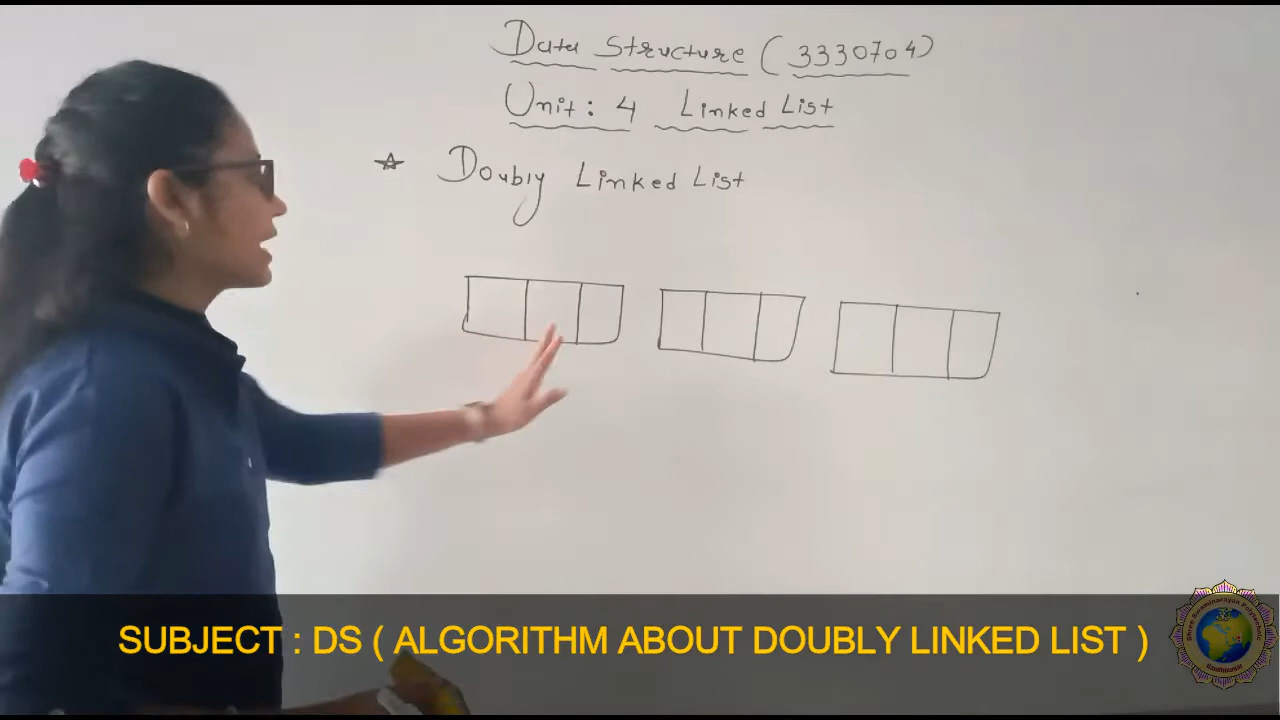 Data Structure (3330704)
Unit: 4 Linked List
☆ Doubly Linked List
SUBJECT : DS ( ALGORITHM ABOUT DOUBLY LINKED LIST )